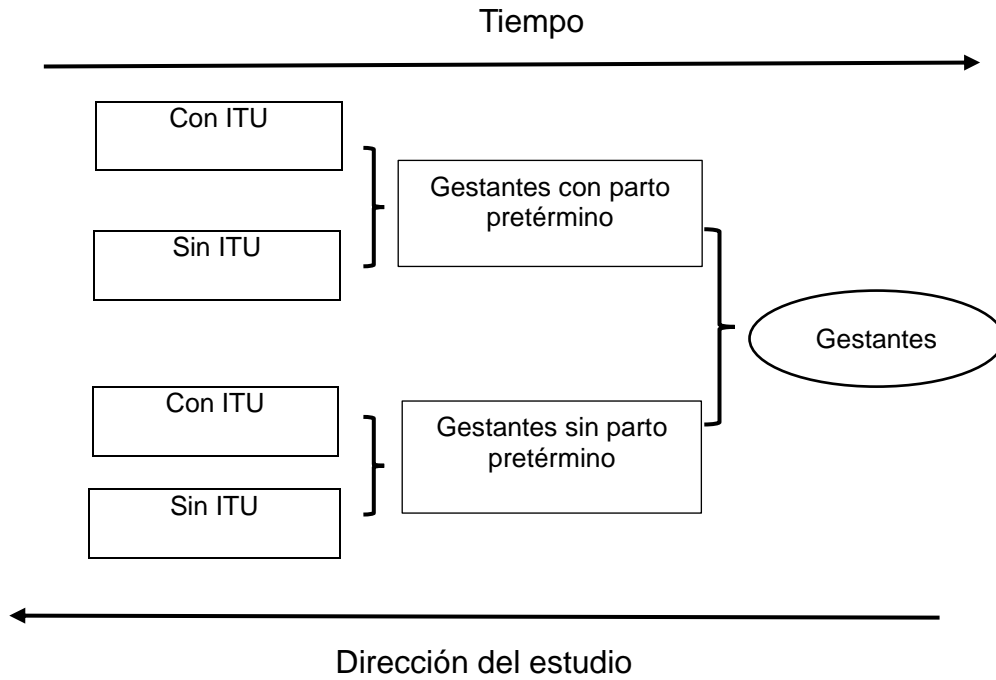 Tiempo
Con ITU
Gestantes con parto
pretérmino
Sin ITU
Gestantes
Con ITU
Gestantes sin parto
pretérmino
Sin ITU
Dirección del estudio